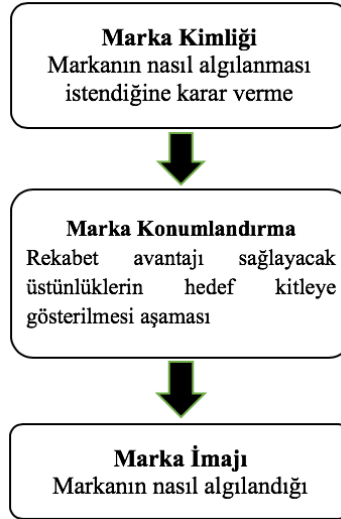 Marka Kimliği
Markanın nasıl algılanması
istendiğine karar verme
Marka Konumlandırma
Rekabet avantajı sağlayacak
üstünlüklerin hedef kitleye
gösterilmesi aşaması
Marka İmajı
Markanın nasıl algılandığı